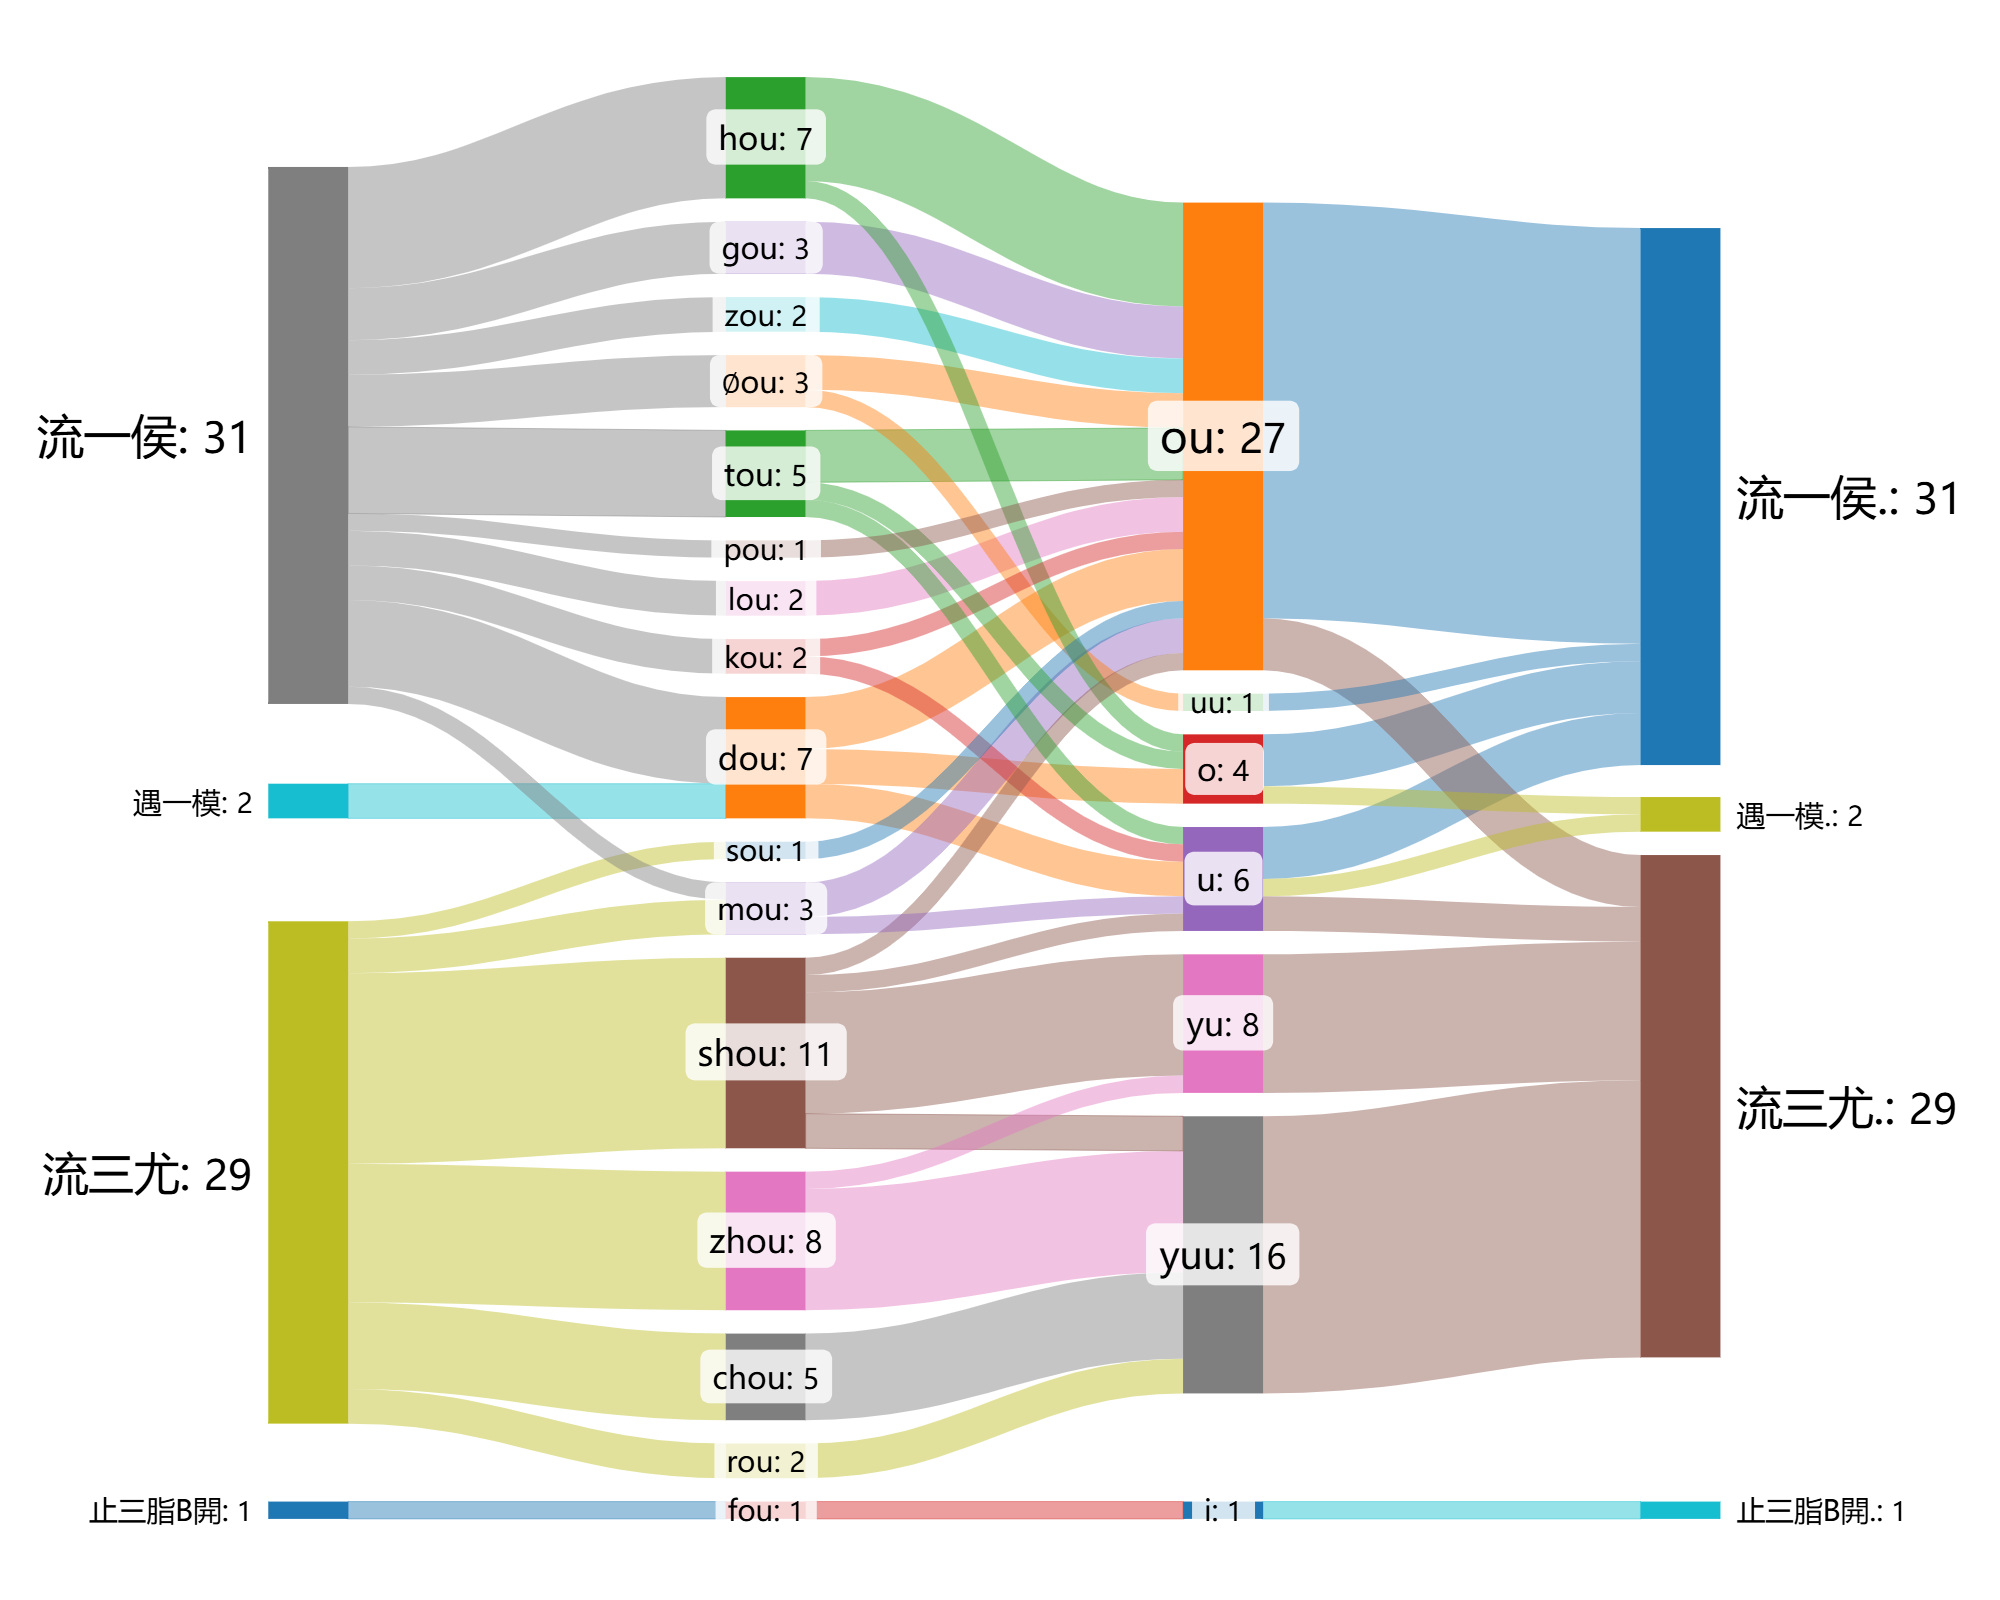 流一侯: 31
遇一模: 2
流三尤: 29
止三脂B開: 1
hou: 7
gou: 3
zou: 2
∅ou: 3
tou: 5
pou: 1
lou: 2
kou: 2
dou: 7
sou: 1
mou: 3
shou: 11
zhou: 8
chou: 5
rou: 2
fou: 1
ou: 27
uu: 1
o: 4
u: 6
yu: 8
yuu: 16
i: 1
流一侯.: 31
遇一模.: 2
流三尤.: 29
止三脂B開.: 1